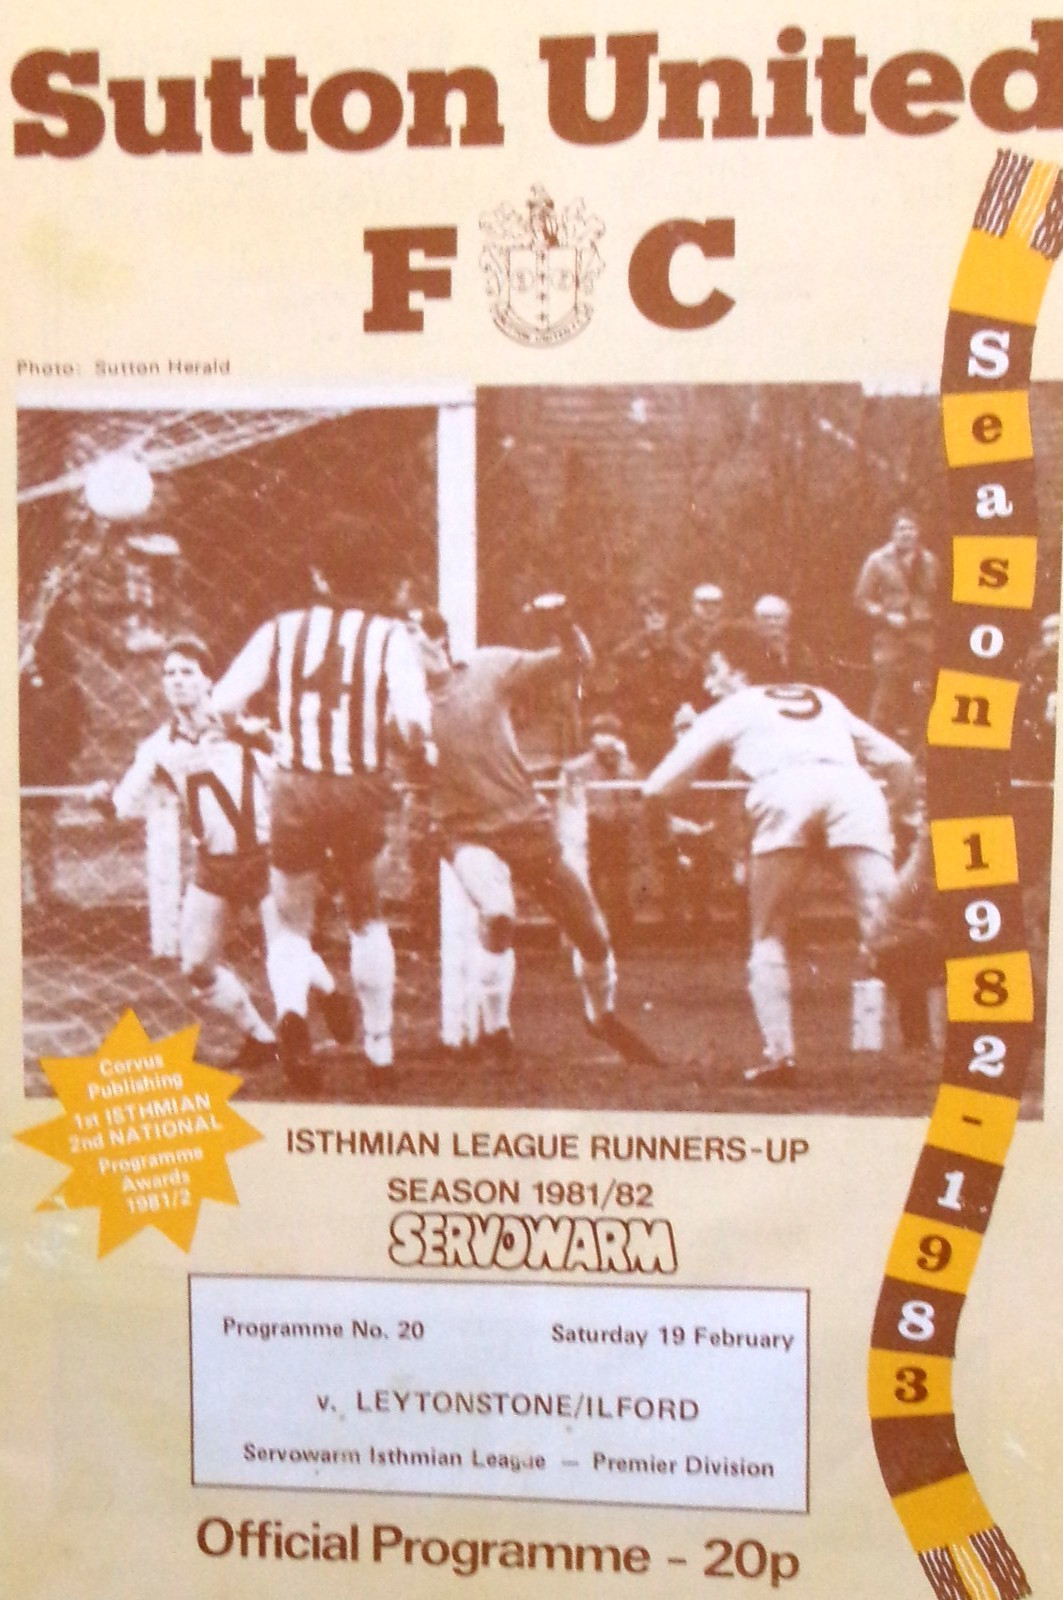 Sutton United
F C
Photo: Sutton Herald
Season 1982-1983
9
Corvus
Publishing
1st ISTHMIAN
2nd NATIONAL
Programme
Awards
1981/2
ISTHMIAN LEAGUE RUNNERS-UP
SEASON 1981/82
SERVOWARM
Programme No. 20 Saturday 19 February
v. LEYTONSTONE/ILFORD
Servowarm Isthmian League — Premier Division
Official Programme - 20p